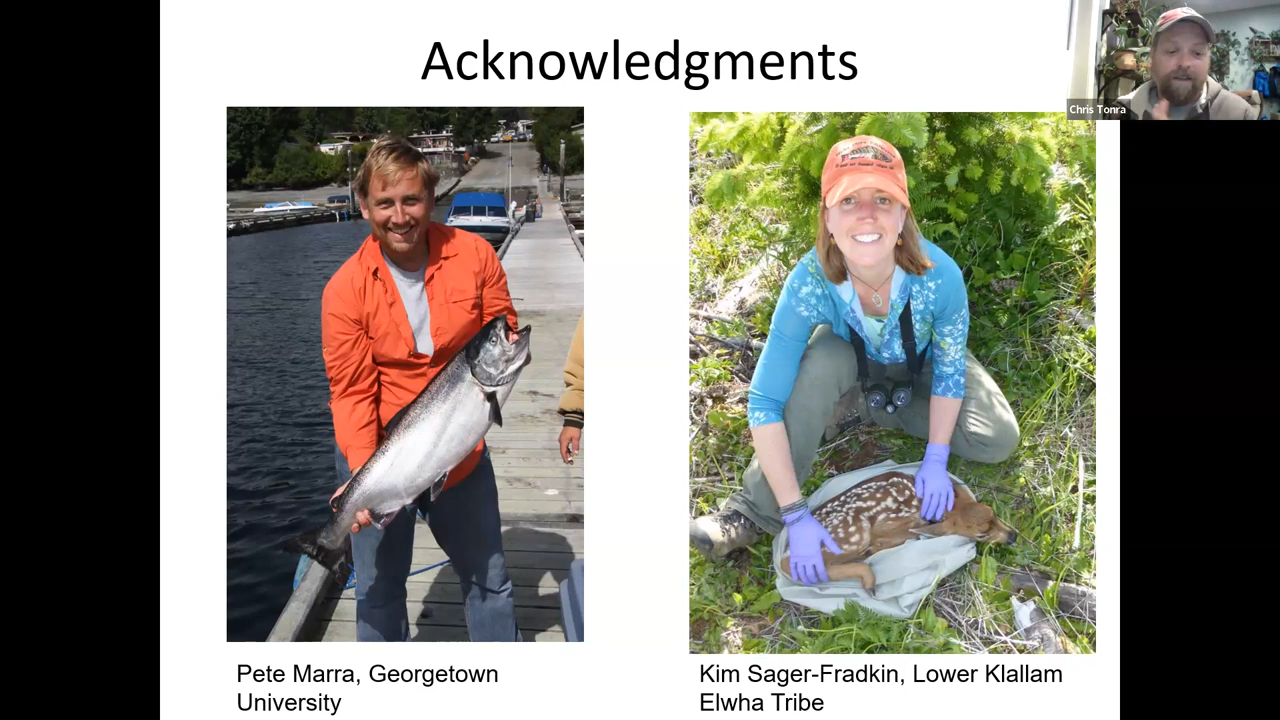 Acknowledgments
Chris Tonra
Pete Marra, Georgetown
University
Kim Sager-Fradkin, Lower Klallam
Elwha Tribe